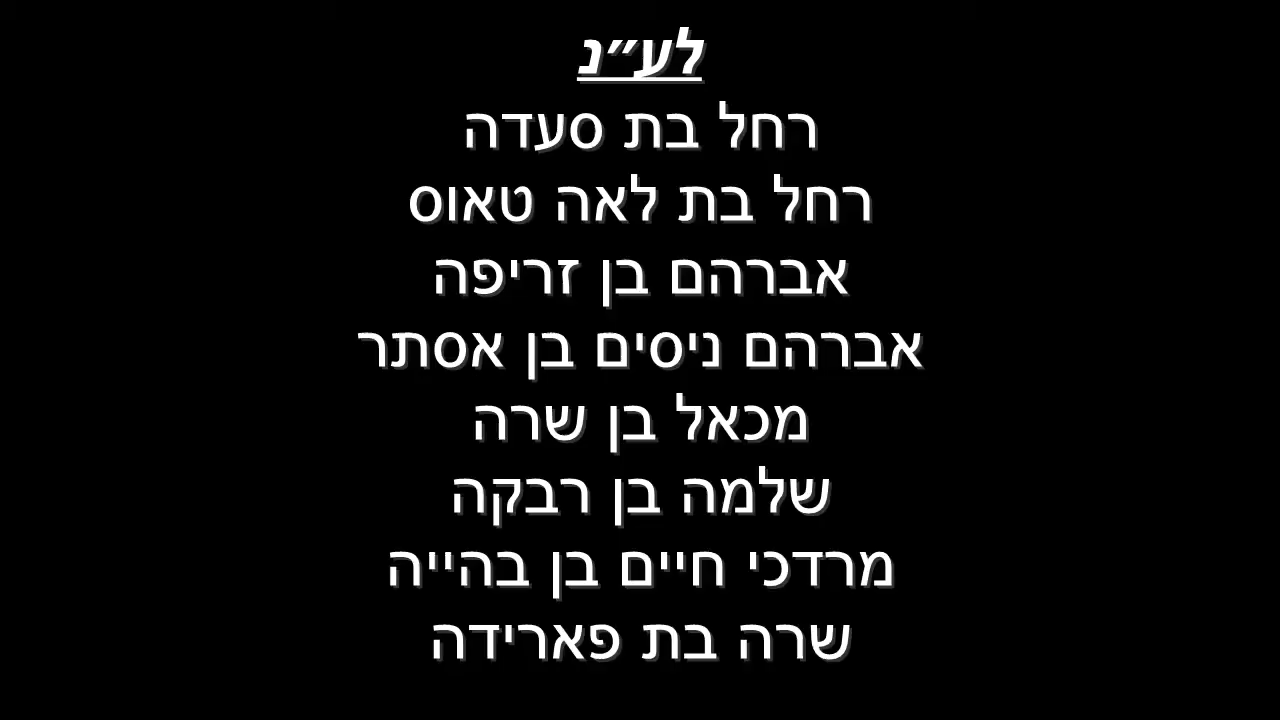 לע״נ
רחל בת סעדה
רחל בת לאה טאוס
אברהם בן זריפה
אברהם ניסים בן אסתר
מכאל בן שרה
שלמה בן רבקה
מרדכי חיים בן בהייה
שרה בת פארידה